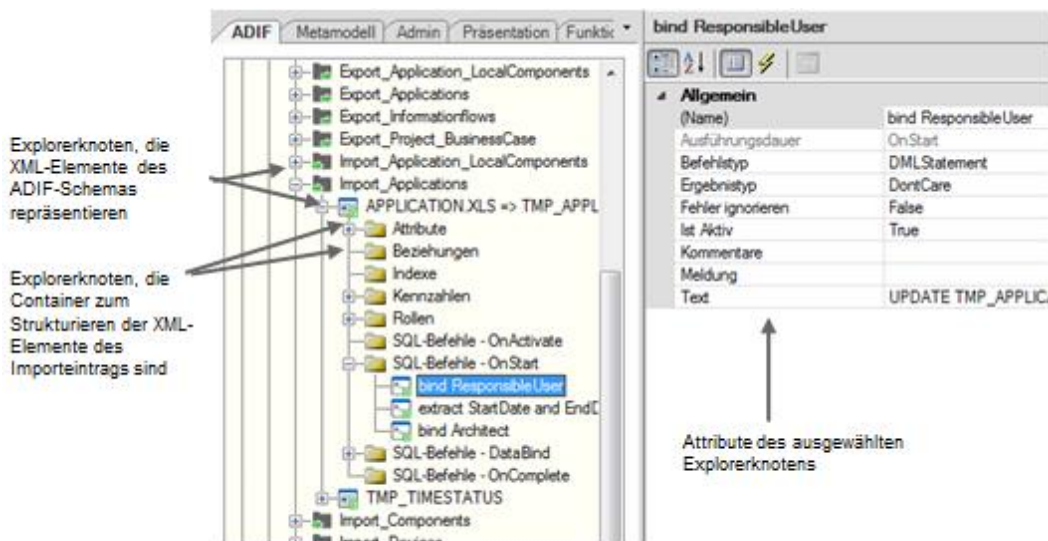 ADIF Metamodell Admin Präsentation Funktic
bind ResponsibleUser
Export_Application_LocalComponents
Export_Applications
Export_Informationflows
Export_Project_BusinessCase
Import_Application_LocalComponents
Import_Applications
APPLICATION.XLS => TMP_APPL
Attribute
Beziehungen
Indexe
Kennzahlen
Rollen
SQL-Befehle - OnActivate
SQL-Befehle - OnStart
bind ResponsibleUser
extract StartDate and EndD
bind Architect
SQL-Befehle - DataBind
SQL-Befehle - OnComplete
TMP_TIMESTATUS
Import_Components
Import_Devices
Allgemein
(Name) bind ResponsibleUser
Ausführungsdauer OnStart
Befehlstyp DMLStatement
Ergebnistyp DontCare
Fehler ignorieren False
Ist Aktiv True
Kommentare
Meldung
Text UPDATE TMP_APPLIC
Explorerknoten, die
XML-Elemente des
ADIF-Schemas
repräsentieren
Explorerknoten, die
Container zum
Strukturieren der XML-
Elemente des
Importeintrags sind
Attribute des ausgewählten
Explorerknotens